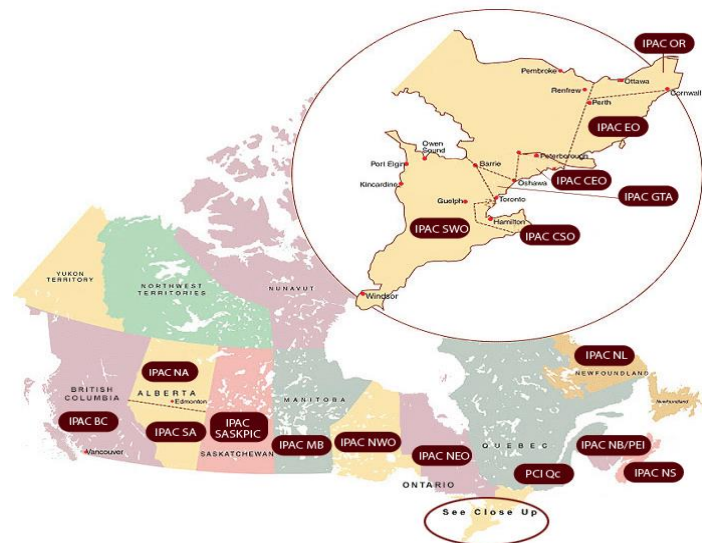 IPAC OR
Pembroke
Ottawa
Renfrew
Cornwall
Perth
IPAC EO
Owen
Sound
Port Elgin
Barrie
Peterborough
Kincardine
Oshawa
IPAC CEO
IPAC GTA
Guelph
Toronto
IPAC SWO
Hamilton
IPAC CSO
Windsor
YUKON
TERRITORY
NORTHWEST
TERRITORIES
NUNAVUT
IPAC NL
NEWFOUNDLAND
Newfoundland
IPAC NA
BRITISH
COLUMBIA
ALBERTA
Edmonton
MANITOBA
IPAC BC
IPAC SA
IPAC
SASKPIC
SASKATCHEWAN
Vancouver
IPAC MB
IPAC NWO
IPAC NEO
QUEBEC
IPAC NB/PEI
PCI Qc
IPAC NS
ONTARIO
See Close Up